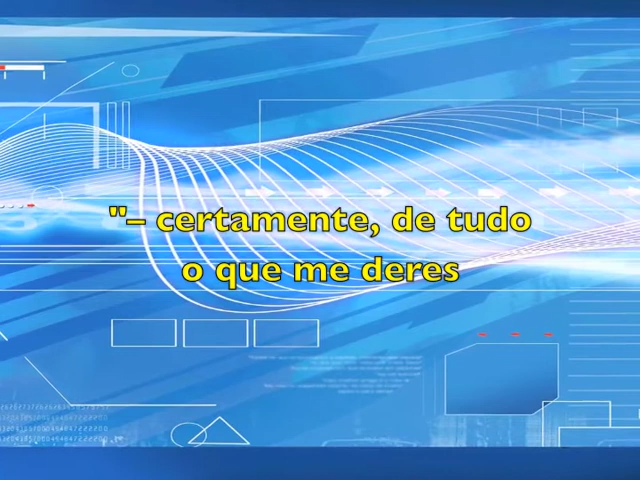 "– certamente, de tudo
o que me deres